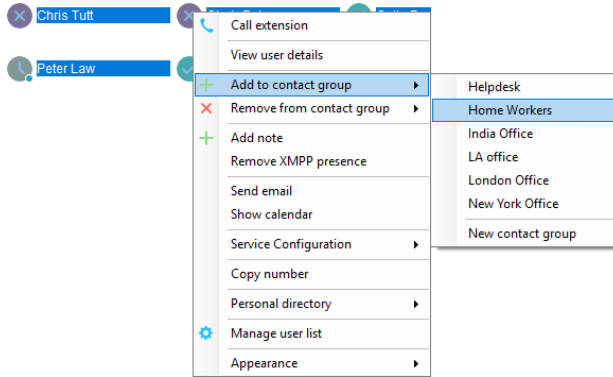 Chris Tutt
Peter Law
Call extension
View user details
Add to contact group
Remove from contact group
Add note
Remove XMPP presence
Send email
Show calendar
Service Configuration
Copy number
Personal directory
Manage user list
Appearance
Helpdesk
Home Workers
India Office
LA office
London Office
New York Office
New contact group